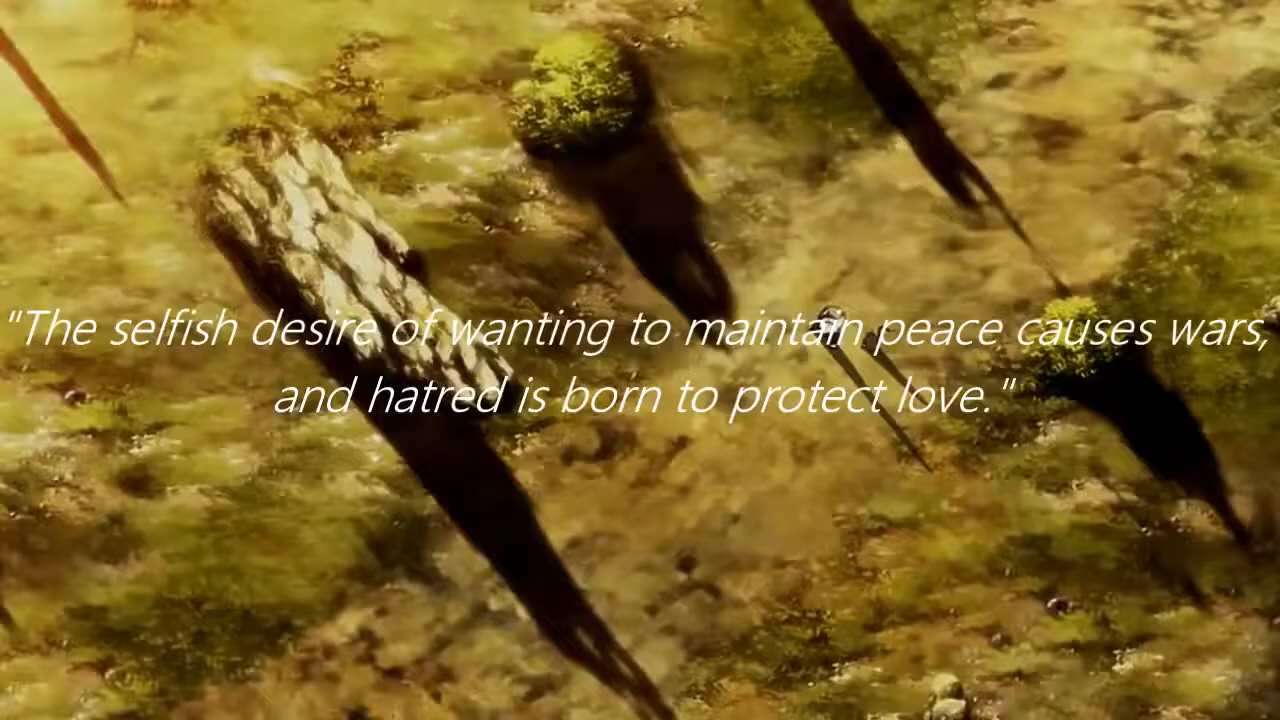 "The selfish desire of wanting to maintain peace causes wars,
and hatred is born to protect love."